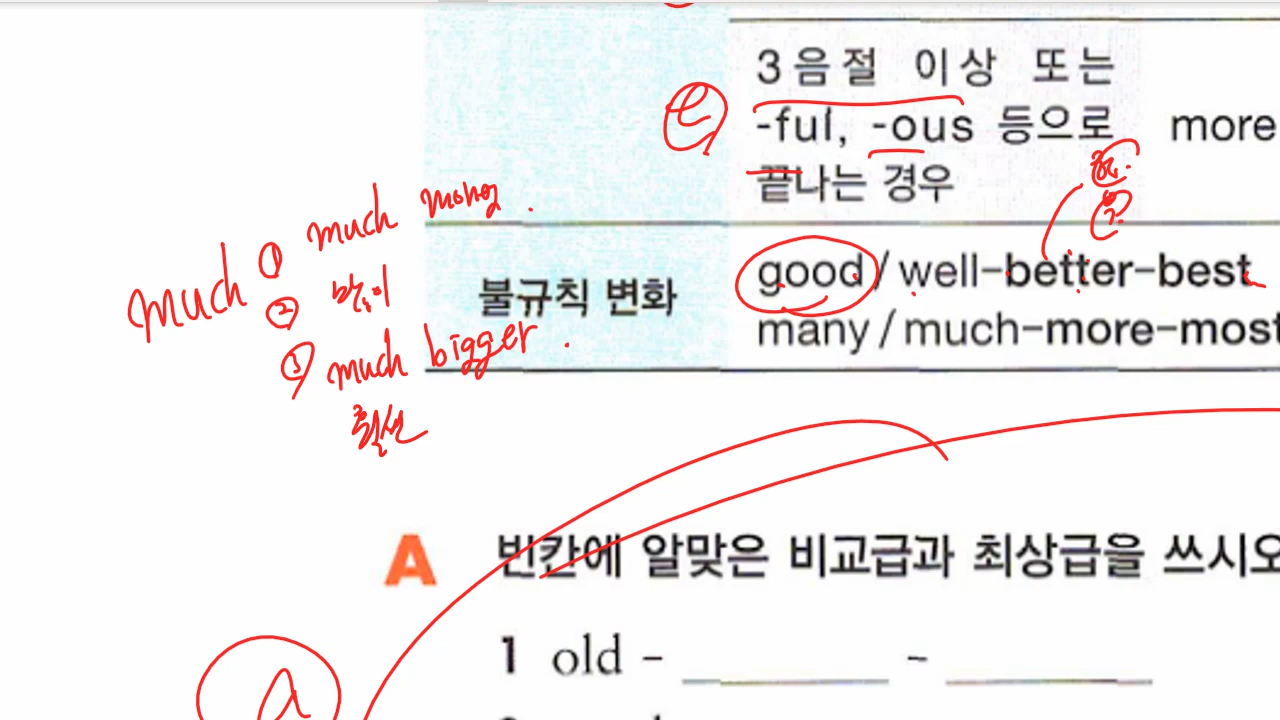 3음절 이상 또는
-ful, -ous 등으로 more
끝나는 경우
불규칙 변화
good / well–better–best
many / much–more–most
much ① much money.
② 많이
③ much bigger.
훨씬
A 빈칸에 알맞은 비교급과 최상급을 쓰시오
1 old -
-
a